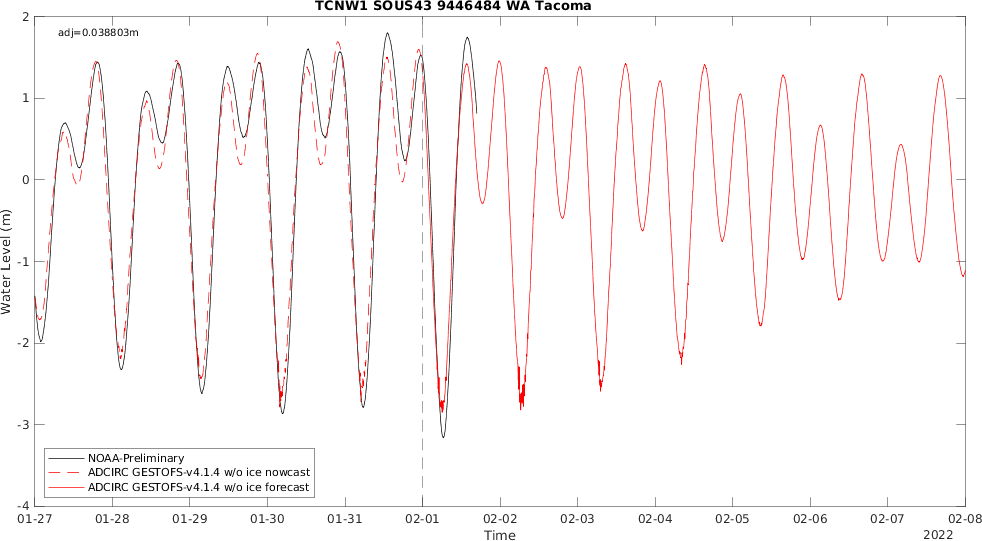 TCNW1 SOUS43 9446484 WA Tacoma
adj=0.038803m
2
1
0
-1
-2
-3
-4
Water Level (m)
NOAA-Preliminary
ADCIRC GESTOFS-v4.1.4 w/o ice nowcast
ADCIRC GESTOFS-v4.1.4 w/o ice forecast
01-27 01-28 01-29 01-30 01-31 02-01 02-02 02-03 02-04 02-05 02-06 02-07 02-08
Time
2022